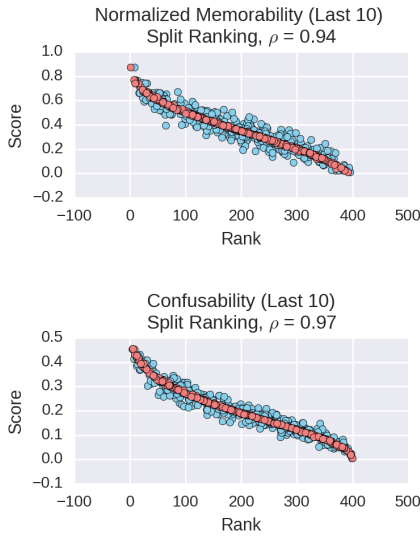 Normalized Memorability (Last 10)
Split Ranking, ρ = 0.94
1.0
0.8
0.6
0.4
0.2
0.0
−0.2
Score
−100 0 100 200 300 400 500
Rank
Confusability (Last 10)
Split Ranking, ρ = 0.97
0.5
0.4
0.3
0.2
0.1
0.0
−0.1
Score
−100 0 100 200 300 400 500
Rank